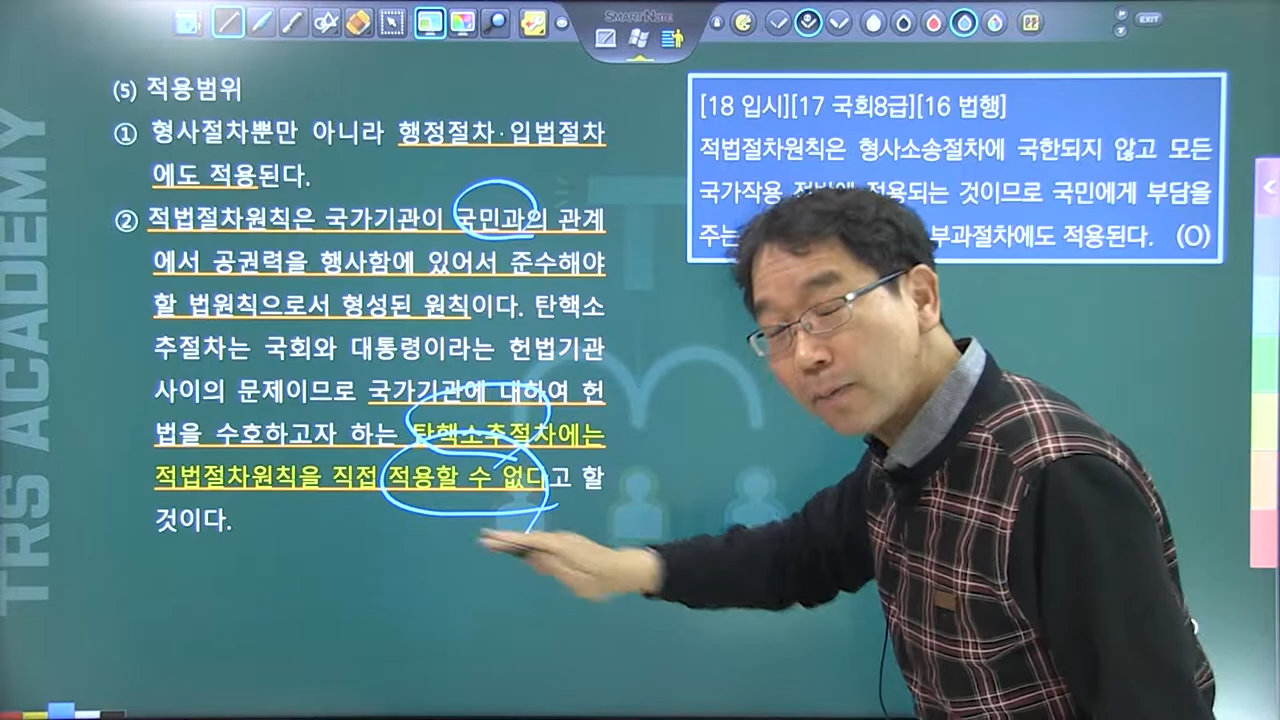 SMARTNOTE
EXIT
TRS ACADEMY
(5) 적용범위
① 형사절차뿐만 아니라 행정절차·입법절차
에도 적용된다.
② 적법절차원칙은 국가기관이 국민과의 관계
에서 공권력을 행사함에 있어서 준수해야
할 법원칙으로서 형성된 원칙이다. 탄핵소
추절차는 국회와 대통령이라는 헌법기관
사이의 문제이므로 국가기관에 대하여 헌
법을 수호하고자 하는 탄핵소추절차에는
적법절차원칙을 직접 적용할 수 없다고 할
것이다.
[18 입시][17 국회8급][16 법행]
적법절차원칙은 형사소송절차에 국한되지 않고 모든
국가작용 전반에 적용되는 것이므로 국민에게 부담을
주는 부과절차에도 적용된다. (O)